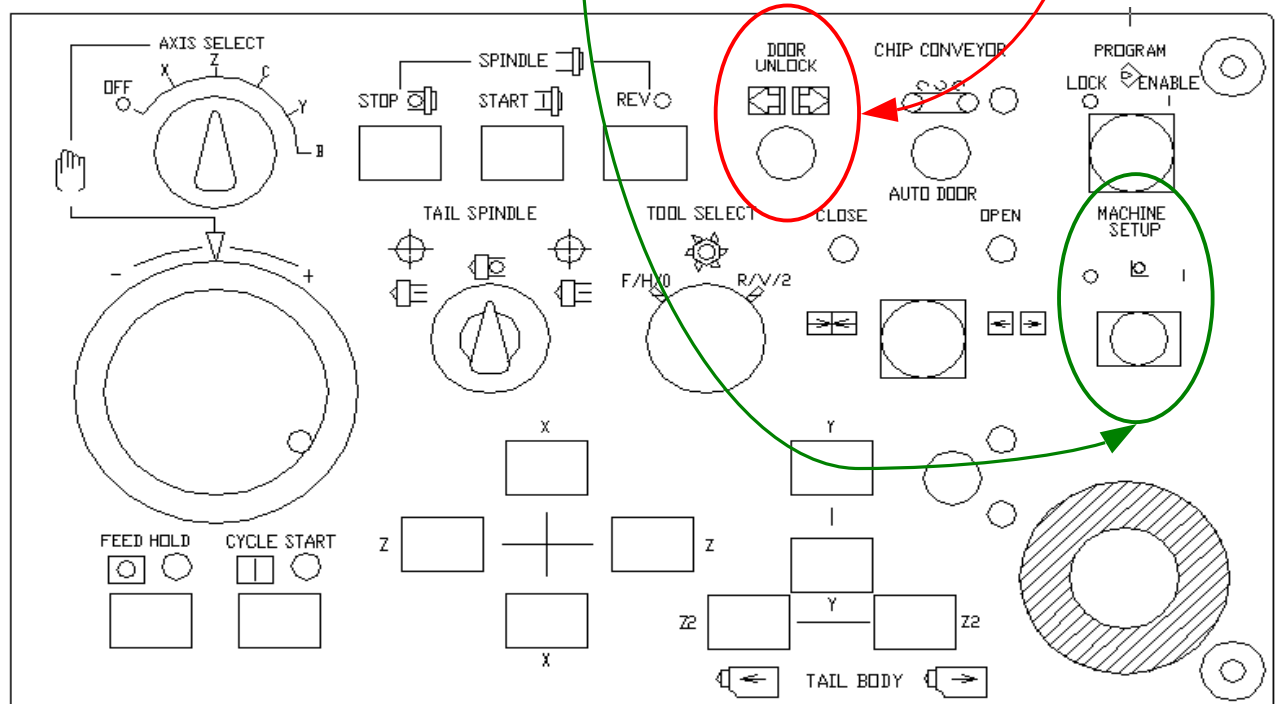 AXIS SELECT
OFF
X
Z
C
Y
B
SPINDLE
STOP
START
REV
DOOR
UNLOCK
CHIP CONVEYOR
PROGRAM
LOCK
ENABLE
AUTO DOOR
CLOSE
OPEN
MACHINE
SETUP
TAIL SPINDLE
TOOL SELECT
F/H/0
R/V/2
-
+
X
Y
Z
Z
Y
X
Z2
Z2
FEED HOLD
CYCLE START
TAIL BODY